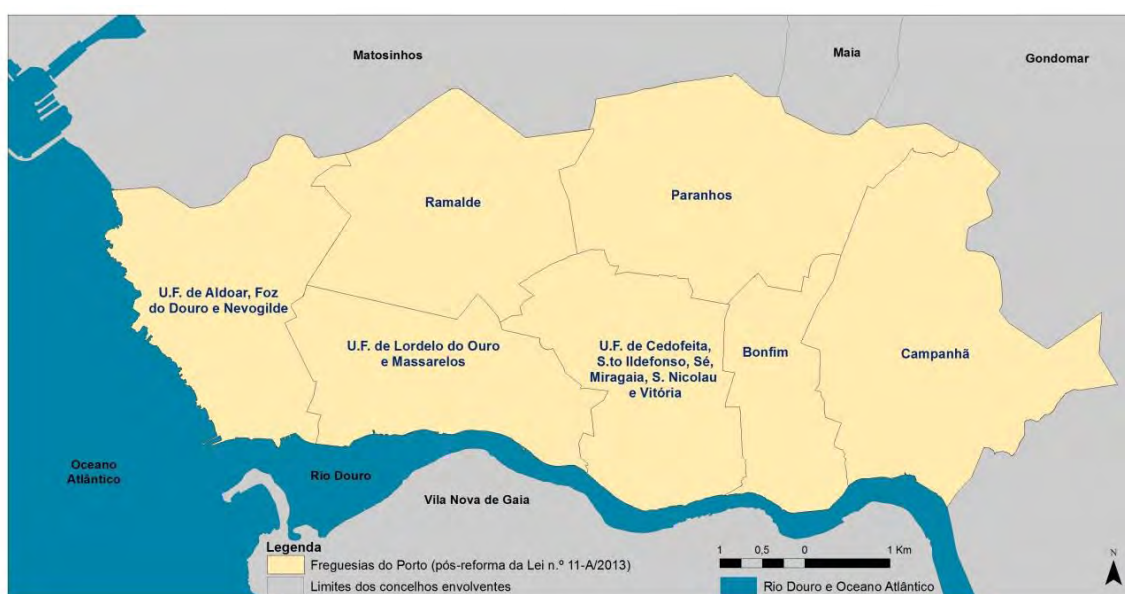 Matosinhos
Maia
Gondomar
Ramalde
Paranhos
U.F. de Aldoar, Foz
do Douro e Nevogilde
U.F. de Lordelo do Ouro
e Massarelos
U.F. de Cedofeita,
S.to Ildefonso, Sé,
Miragaia, S. Nicolau
e Vitória
Bonfim
Campanhã
Oceano
Atlântico
Rio Douro
Vila Nova de Gaia
Legenda
Freguesias do Porto (pós-reforma da Lei n.º 11-A/2013)
Limites dos concelhos envolventes
1 0,5 0 1 Km
Rio Douro e Oceano Atlântico
N